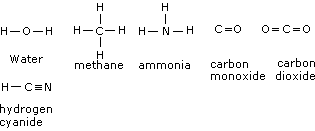 H H
H – O – H H – C – H H – N – H C = O O = C = O
H
Water methane ammonia carbon monoxide carbon dioxide
H – C ≡ N
hydrogen
cyanide